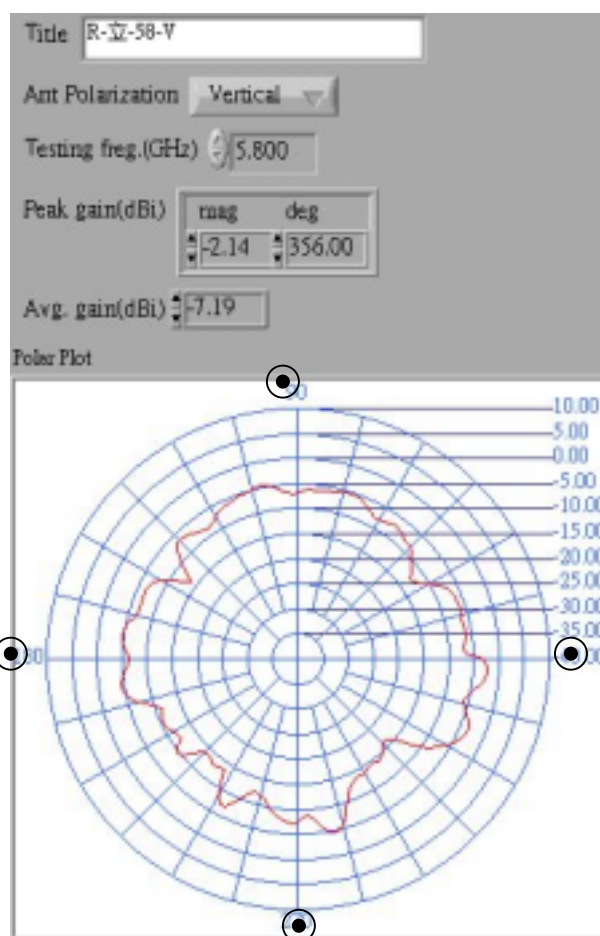 Title R-立-58-V
Ant Polarization Vertical
Testing freg.(GHz) 5.800
Peak gain(dBi) mag deg
-2.14 356.00
Avg. gain(dBi) -7.19
Polar Plot
10.00
5.00
0.00
-5.00
-10.00
-15.00
-20.00
-25.00
-30.00
-35.00